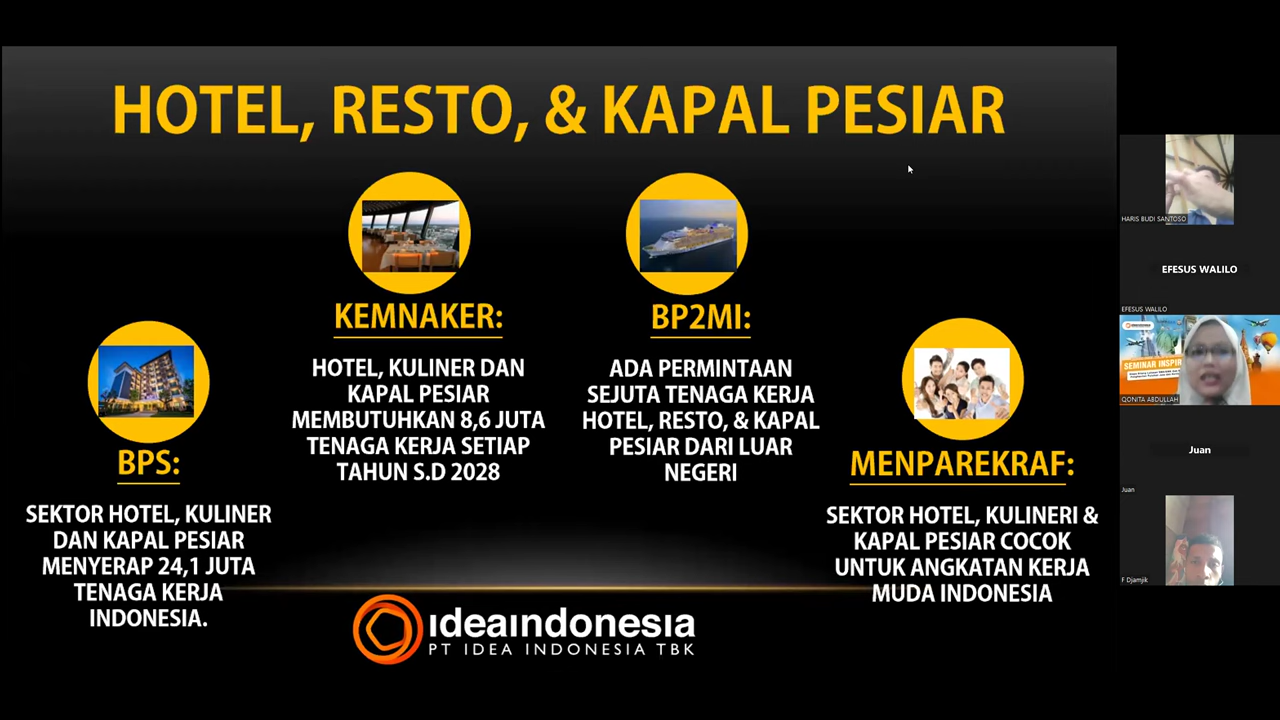 HOTEL, RESTO, & KAPAL PESIAR
BPS:
SEKTOR HOTEL, KULINER
DAN KAPAL PESIAR
MENYERAP 24,1 JUTA
TENAGA KERJA
INDONESIA.
KEMNAKER:
HOTEL, KULINER DAN
KAPAL PESIAR
MEMBUTUHKAN 8,6 JUTA
TENAGA KERJA SETIAP
TAHUN S.D 2028
BP2MI:
ADA PERMINTAAN
SEJUTA TENAGA KERJA
HOTEL, RESTO, & KAPAL
PESIAR DARI LUAR
NEGERI
MENPAREKRAF:
SEKTOR HOTEL, KULINERI &
KAPAL PESIAR COCOK
UNTUK ANGKATAN KERJA
MUDA INDONESIA
ideaindonesia
PT IDEA INDONESIA TBK
HARIS BUDI SANTOSO
EFESUS WALILO
EFESUS WALILO
SEMINAR INSPIR
QONITA ABDULLAH
Juan
Juan
F Djamjik